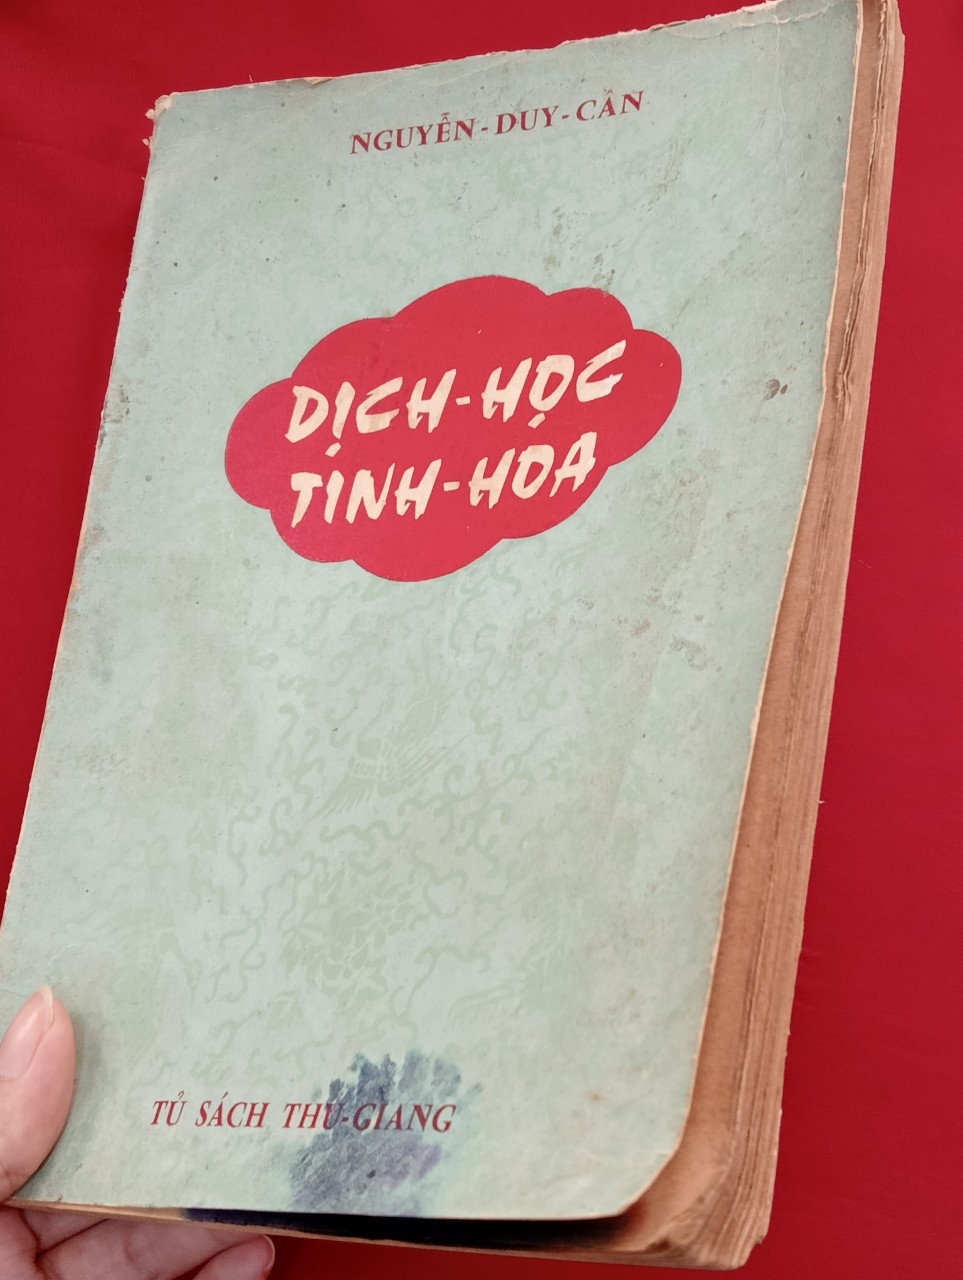 NGUYỄN-DUY-CẦN
DỊCH-HỌC
TINH-HOA
TỦ SÁCH THU-GIANG